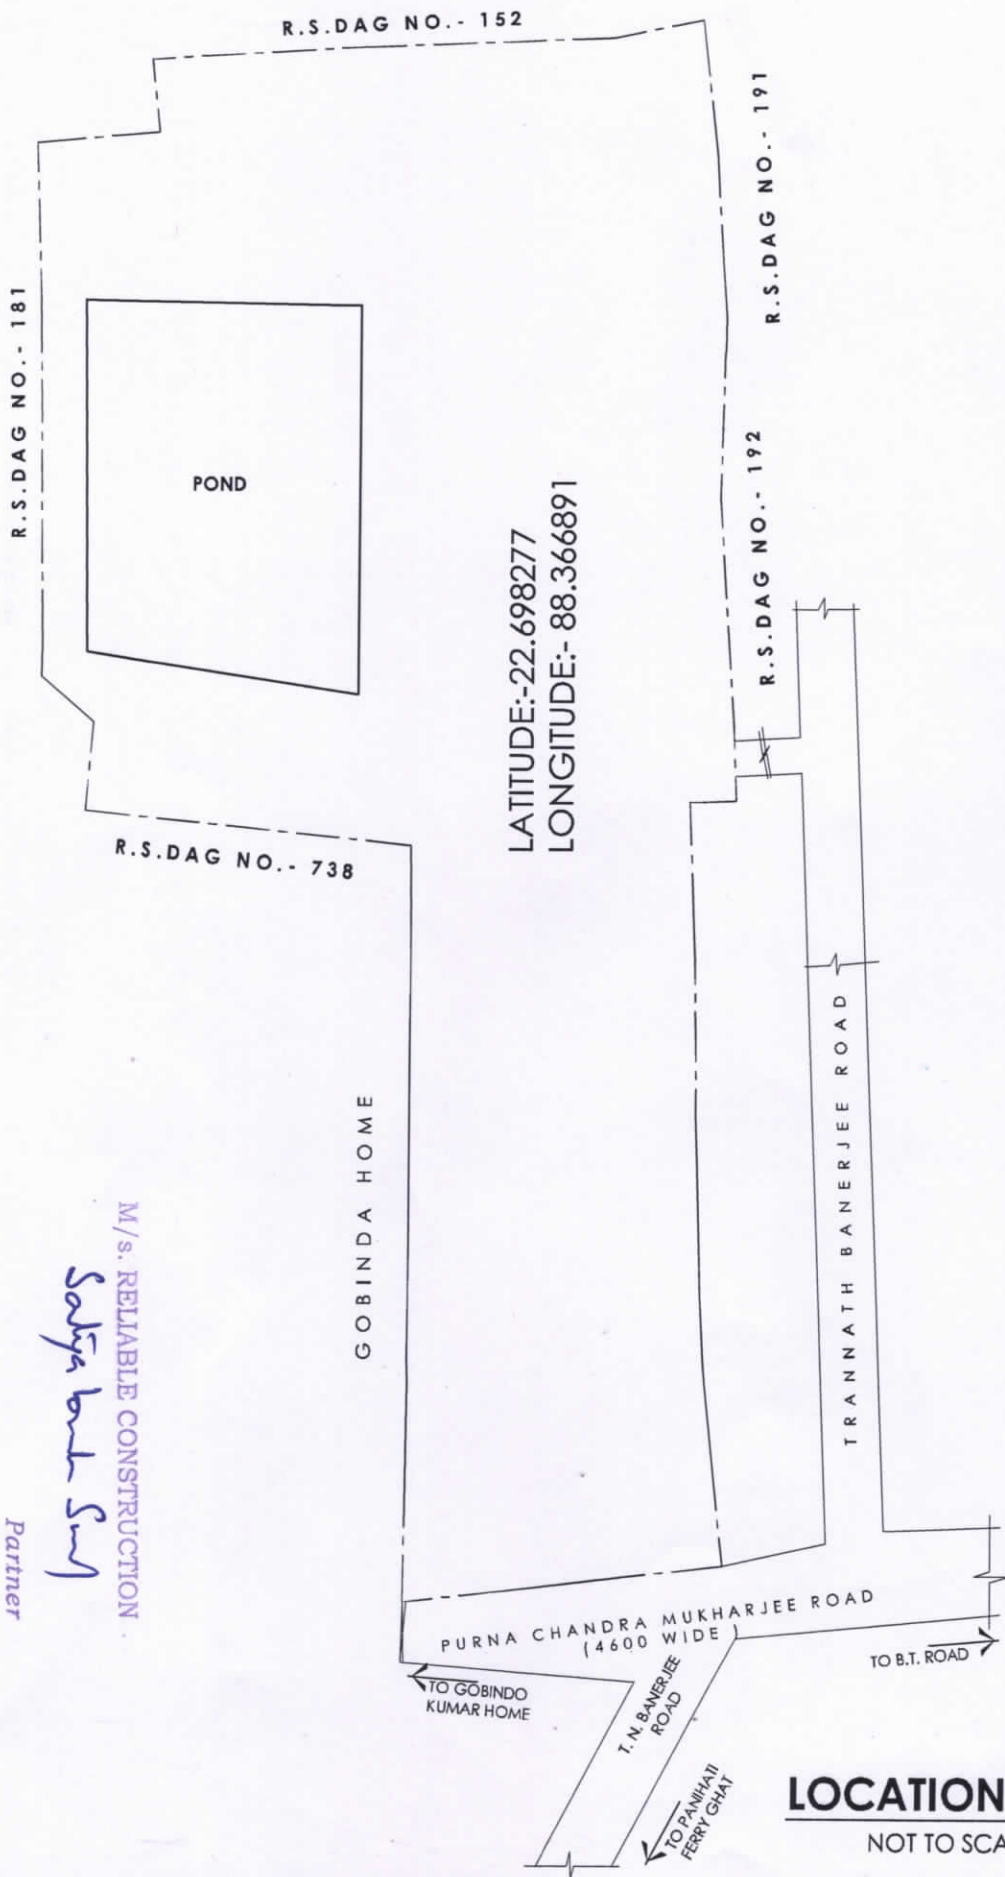 R.S.DAG NO.- 152
R.S.DAG NO.- 191
R.S.DAG NO.- 181
POND
R.S.DAG NO.- 192
LATITUDE:-22.698277
LONGITUDE:- 88.366891
R.S.DAG NO.- 738
GOBINDA HOME
TRANNATH BANERJEE ROAD
M/s. RELIABLE CONSTRUCTION
Partner
PURNA CHANDRA MUKHARJEE ROAD
(4600 WIDE )
TO GOBINDO
KUMAR HOME
T. N. BANERJEE
ROAD
TO B.T. ROAD
TO PANIHATI
FERRY GHAT
LOCATION
NOT TO SCA